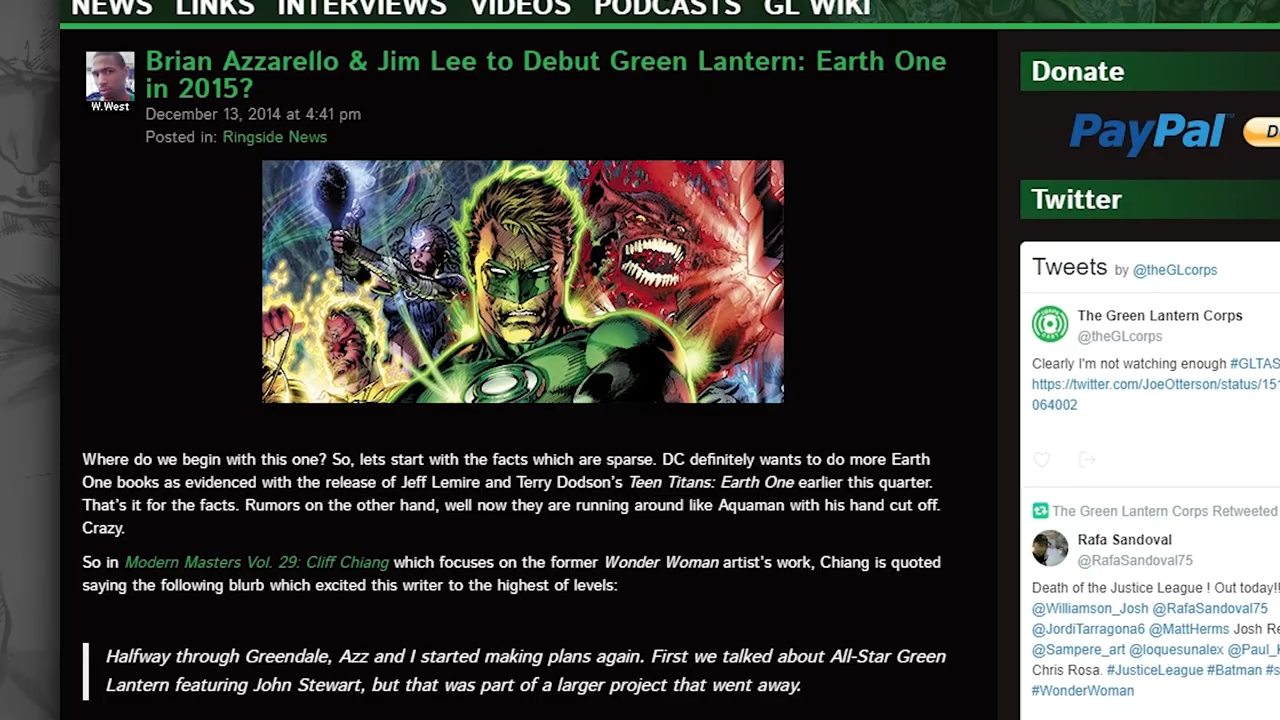 NEWS LINKS INTERVIEWS VIDEOS PODCASTS GL WIKI
Brian Azzarello & Jim Lee to Debut Green Lantern: Earth One
in 2015?
W.West
December 13, 2014 at 4:41 pm
Posted in: Ringside News
Where do we begin with this one? So, lets start with the facts which are sparse. DC definitely wants to do more Earth
One books as evidenced with the release of Jeff Lemire and Terry Dodson's Teen Titans: Earth One earlier this quarter.
That's it for the facts. Rumors on the other hand, well now they are running around like Aquaman with his hand cut off.
Crazy.
So in Modern Masters Vol. 29: Cliff Chiang which focuses on the former Wonder Woman artist's work, Chiang is quoted
saying the following blurb which excited this writer to the highest of levels:
Halfway through Greendale, Azz and I started making plans again. First we talked about All-Star Green
Lantern featuring John Stewart, but that was part of a larger project that went away.
Donate
PayPal
Twitter
Tweets by @theGLcorps
The Green Lantern Corps
@theGLcorps
Clearly I'm not watching enough #GLTAS
https://twitter.com/JoeOtterson/status/151
064002
The Green Lantern Corps Retweeted
Rafa Sandoval
@RafaSandoval75
Death of the Justice League ! Out today!!
@Williamson_Josh @RafaSandoval75
@JordiTarragona6 @MattHerms Josh Re
@Sampere_art @loquesunalex @Paul_K
Chris Rosa. #JusticeLeague #Batman #s
#WonderWoman